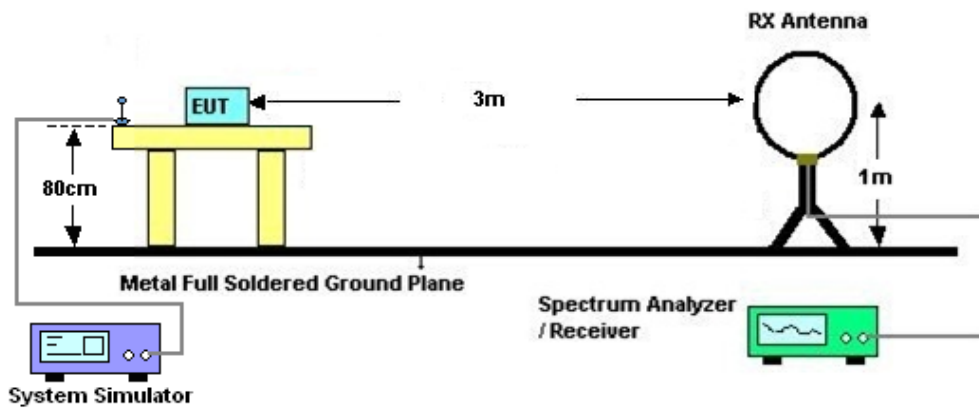 RX Antenna
EUT
3m
80cm
1m
Metal Full Soldered Ground Plane
Spectrum Analyzer
/ Receiver
System Simulator